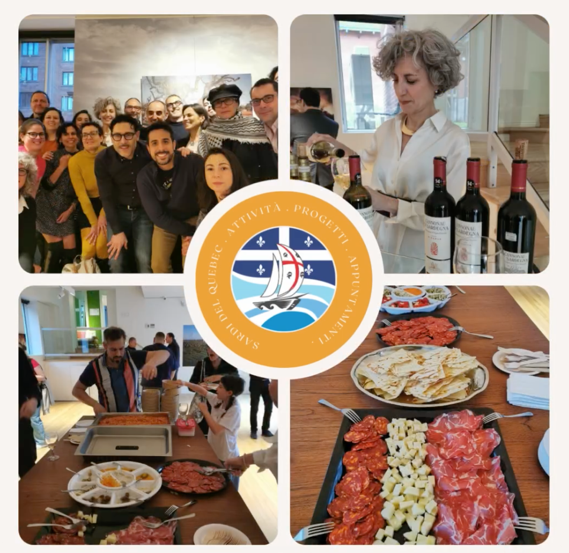 SARDI DEL QUEBEC . ATTIVITÀ . PROGETTI . APPUNTAMENTI .